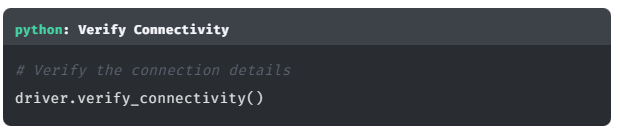 python: Verify Connectivity
# Verify the connection details
driver.verify_connectivity()